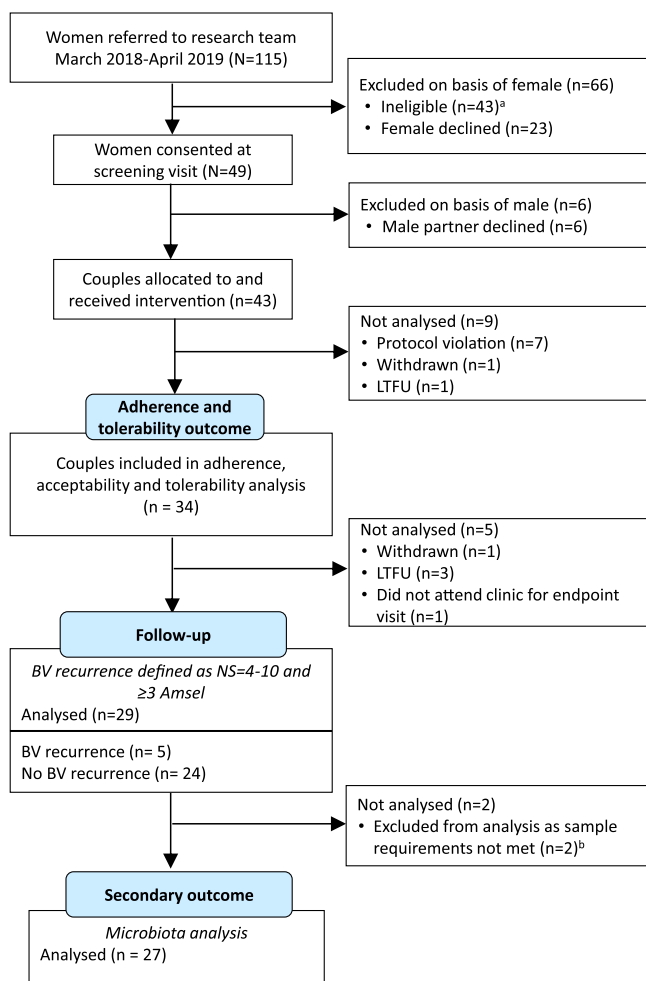 Women referred to research team
March 2018-April 2019 (N=115)
Excluded on basis of female (n=66)
• Ineligible (n=43)ᵃ
• Female declined (n=23)
Women consented at
screening visit (N=49)
Excluded on basis of male (n=6)
• Male partner declined (n=6)
Couples allocated to and
received intervention (n=43)
Not analysed (n=9)
• Protocol violation (n=7)
• Withdrawn (n=1)
• LTFU (n=1)
Adherence and
tolerability outcome
Couples included in adherence,
acceptability and tolerability analysis
(n = 34)
Not analysed (n=5)
• Withdrawn (n=1)
• LTFU (n=3)
• Did not attend clinic for endpoint
visit (n=1)
Follow-up
BV recurrence defined as NS=4-10 and
≥3 Amsel
Analysed (n=29)
BV recurrence (n= 5)
No BV recurrence (n= 24)
Not analysed (n=2)
• Excluded from analysis as sample
requirements not met (n=2)ᵇ
Secondary outcome
Microbiota analysis
Analysed (n = 27)